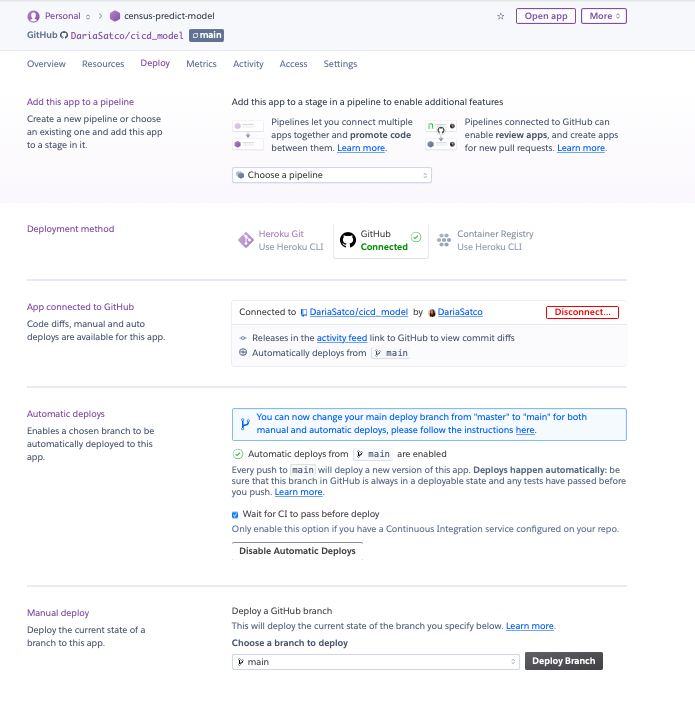 Personal > census-predict-model
Open app
More
GitHub DariaSatco/cicd_model main
Overview Resources Deploy Metrics Activity Access Settings
Add this app to a pipeline
Create a new pipeline or choose
an existing one and add this app
to a stage in it.
Add this app to a stage in a pipeline to enable additional features
Pipelines let you connect multiple
apps together and promote code
between them. Learn more.
Pipelines connected to GitHub can
enable review apps, and create apps
for new pull requests. Learn more.
Choose a pipeline
Deployment method
Heroku Git
Use Heroku CLI
GitHub
Connected
Container Registry
Use Heroku CLI
App connected to GitHub
Code diffs, manual and auto
deploys are available for this app.
Connected to DariaSatco/cicd_model by DariaSatco
Disconnect...
Releases in the activity feed link to GitHub to view commit diffs
Automatically deploys from main
Automatic deploys
Enables a chosen branch to be
automatically deployed to this
app.
You can now change your main deploy branch from "master" to "main" for both
manual and automatic deploys, please follow the instructions here.
Automatic deploys from main are enabled
Every push to main will deploy a new version of this app. Deploys happen automatically: be
sure that this branch in GitHub is always in a deployable state and any tests have passed before
you push. Learn more.
Wait for CI to pass before deploy
Only enable this option if you have a Continuous Integration service configured on your repo.
Disable Automatic Deploys
Manual deploy
Deploy the current state of a
branch to this app.
Deploy a GitHub branch
This will deploy the current state of the branch you specify below. Learn more.
Choose a branch to deploy
main
Deploy Branch